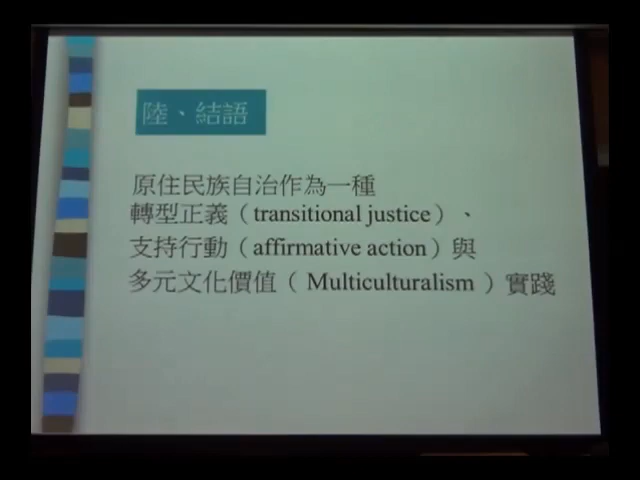 陸、結語
原住民族自治作為一種
轉型正義（transitional justice）、
支持行動（affirmative action）與
多元文化價值（ Multiculturalism ）實踐